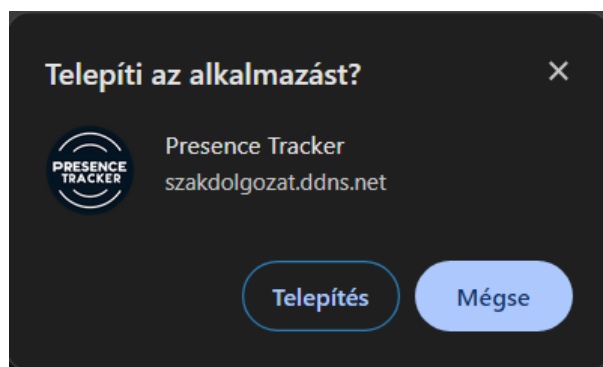 Telepíti az alkalmazást?
PRESENCE
TRACKER
Presence Tracker
szakdolgozat.ddns.net
Telepítés
Mégse